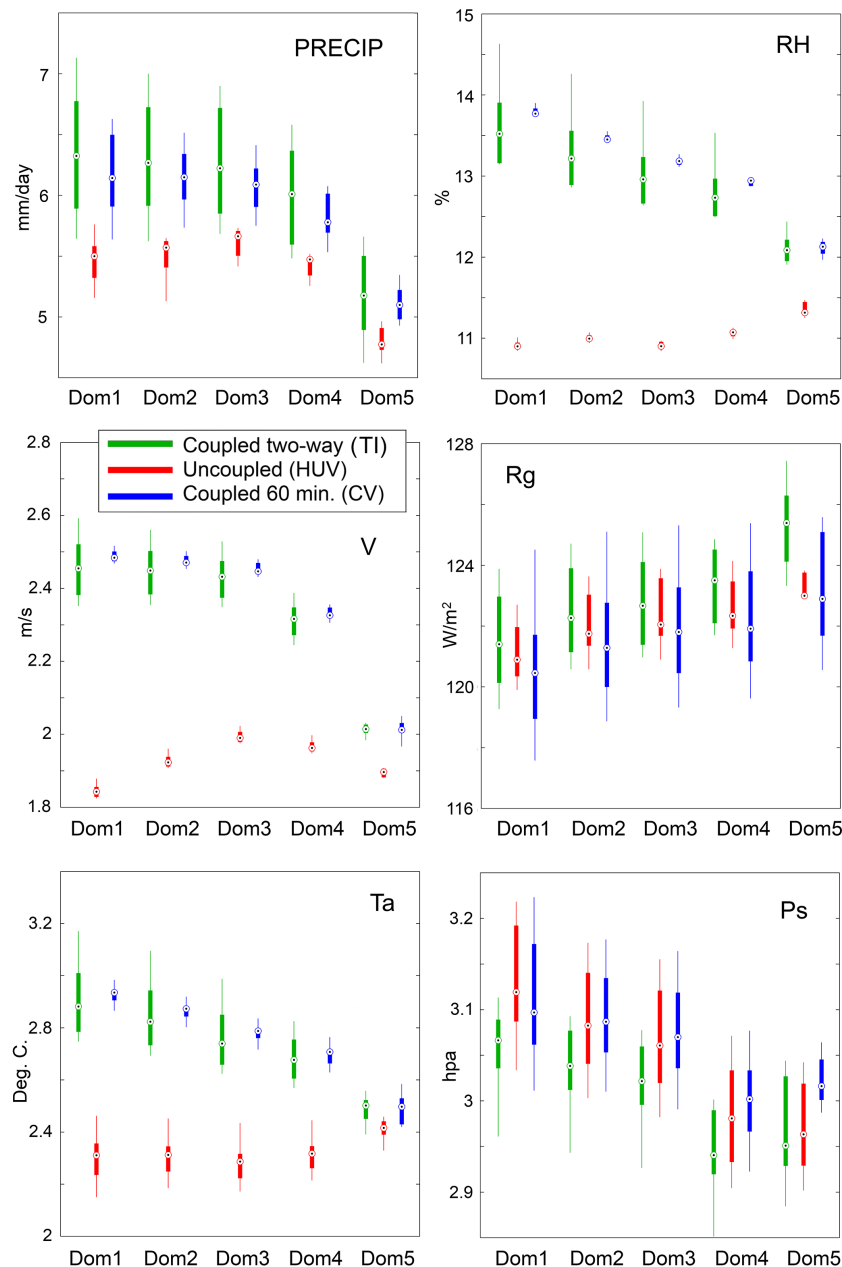 PRECIP
7
6
5
mm/day
Dom1 Dom2 Dom3 Dom4 Dom5
RH
15
14
13
12
11
%
Dom1 Dom2 Dom3 Dom4 Dom5
Coupled two-way (TI)
Uncoupled (HUV)
Coupled 60 min. (CV)
V
2.8
2.6
2.4
2.2
2
1.8
m/s
Dom1 Dom2 Dom3 Dom4 Dom5
Rg
128
124
120
116
W/m²
Dom1 Dom2 Dom3 Dom4 Dom5
Ta
3.2
2.8
2.4
2
Deg. C.
Dom1 Dom2 Dom3 Dom4 Dom5
Ps
3.2
3.1
3
2.9
hpa
Dom1 Dom2 Dom3 Dom4 Dom5